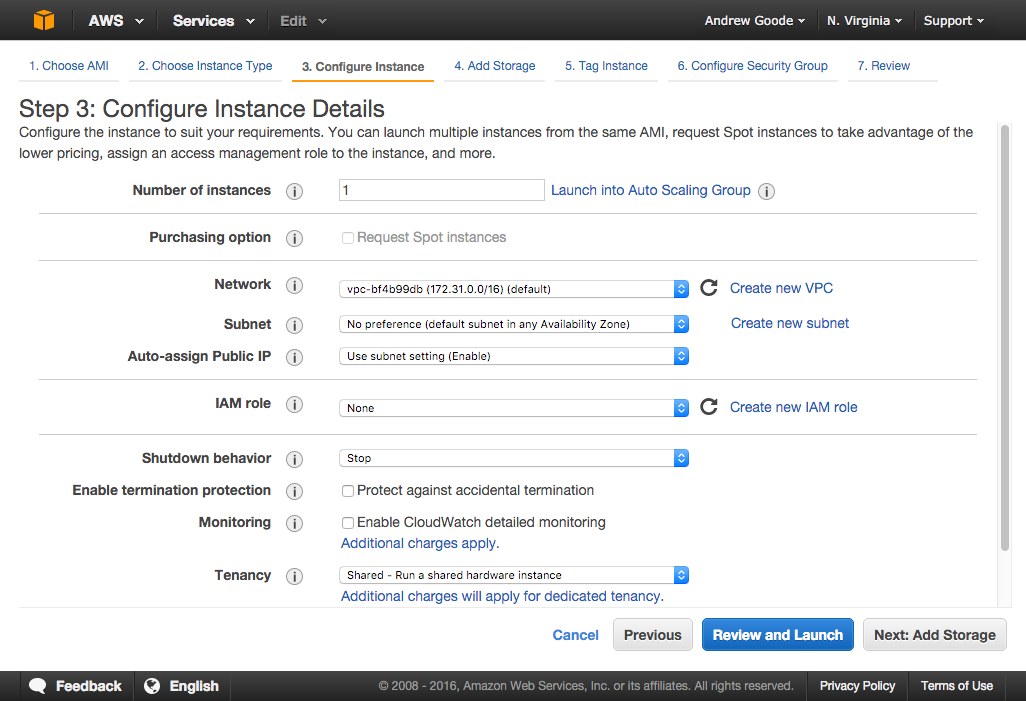 AWS Services Edit Andrew Goode N. Virginia Support
1. Choose AMI 2. Choose Instance Type 3. Configure Instance 4. Add Storage 5. Tag Instance 6. Configure Security Group 7. Review
Step 3: Configure Instance Details
Configure the instance to suit your requirements. You can launch multiple instances from the same AMI, request Spot instances to take advantage of the
lower pricing, assign an access management role to the instance, and more.
Number of instances i 1 Launch into Auto Scaling Group i
Purchasing option i Request Spot instances
Network i vpc-bf4b99db (172.31.0.0/16) (default) Create new VPC
Subnet i No preference (default subnet in any Availability Zone) Create new subnet
Auto-assign Public IP i Use subnet setting (Enable)
IAM role i None Create new IAM role
Shutdown behavior i Stop
Enable termination protection i Protect against accidental termination
Monitoring i Enable CloudWatch detailed monitoring
Additional charges apply.
Tenancy i Shared - Run a shared hardware instance
Additional charges will apply for dedicated tenancy.
Cancel Previous Review and Launch Next: Add Storage
Feedback English © 2008 - 2016, Amazon Web Services, Inc. or its affiliates. All rights reserved. Privacy Policy Terms of Use